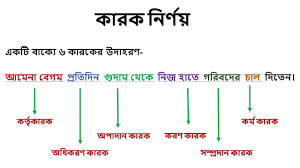 কারক নির্ণয়
একটি বাক্যে ৬ কারকের উদাহরণ-
আমেনা বেগম প্রতিদিন গুদাম থেকে নিজ হাতে গরিবদের চাল দিতেন।
কর্তৃকারক
অপাদান কারক
করণ কারক
কর্ম কারক
অধিকরণ কারক
সম্প্রদান কারক